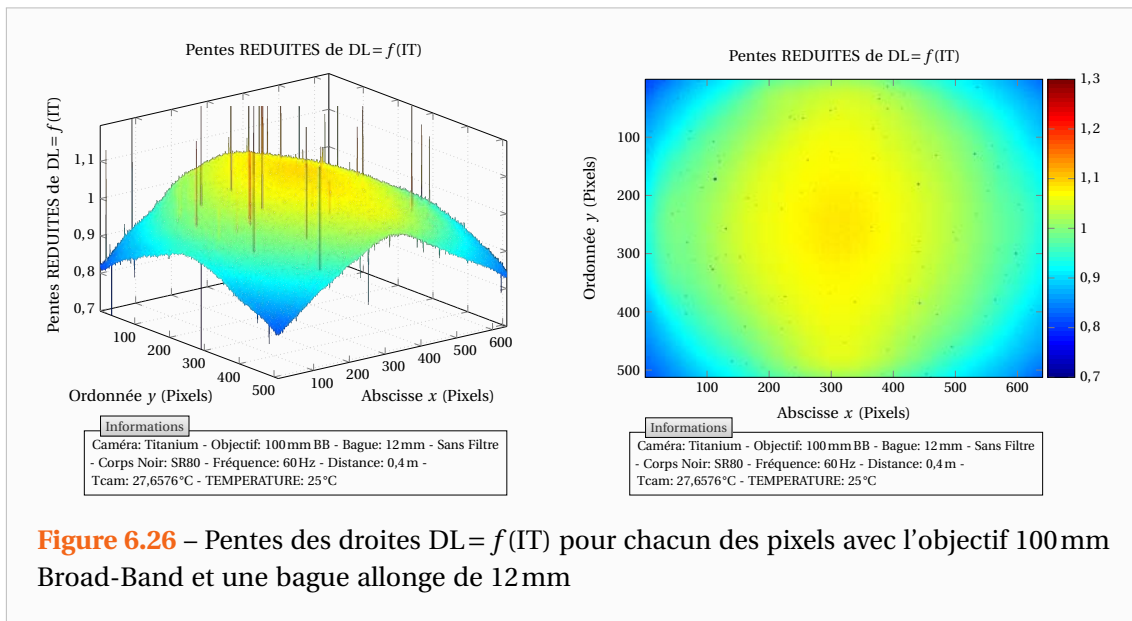 Pentes REDUITES de DL = f(IT)
Pentes REDUITES de DL = f(IT)
1,1
1
0,9
0,8
0,7
100
200
300
400
500
Ordonnée y (Pixels)
100
200
300
400
500
600
Abscisse x (Pixels)
Informations
Caméra: Titanium - Objectif: 100 mm BB - Bague: 12 mm - Sans Filtre
- Corps Noir: SR80 - Fréquence: 60 Hz - Distance: 0,4 m -
Tcam: 27,6576°C - TEMPERATURE: 25°C
Pentes REDUITES de DL = f(IT)
Ordonnée y (Pixels)
100
200
300
400
500
100
200
300
400
500
600
Abscisse x (Pixels)
1,3
1,2
1,1
1
0,9
0,8
0,7
Informations
Caméra: Titanium - Objectif: 100 mm BB - Bague: 12 mm - Sans Filtre
- Corps Noir: SR80 - Fréquence: 60 Hz - Distance: 0,4 m -
Tcam: 27,6576°C - TEMPERATURE: 25°C
Figure 6.26 – Pentes des droites DL = f(IT) pour chacun des pixels avec l'objectif 100 mm
Broad-Band et une bague allonge de 12 mm